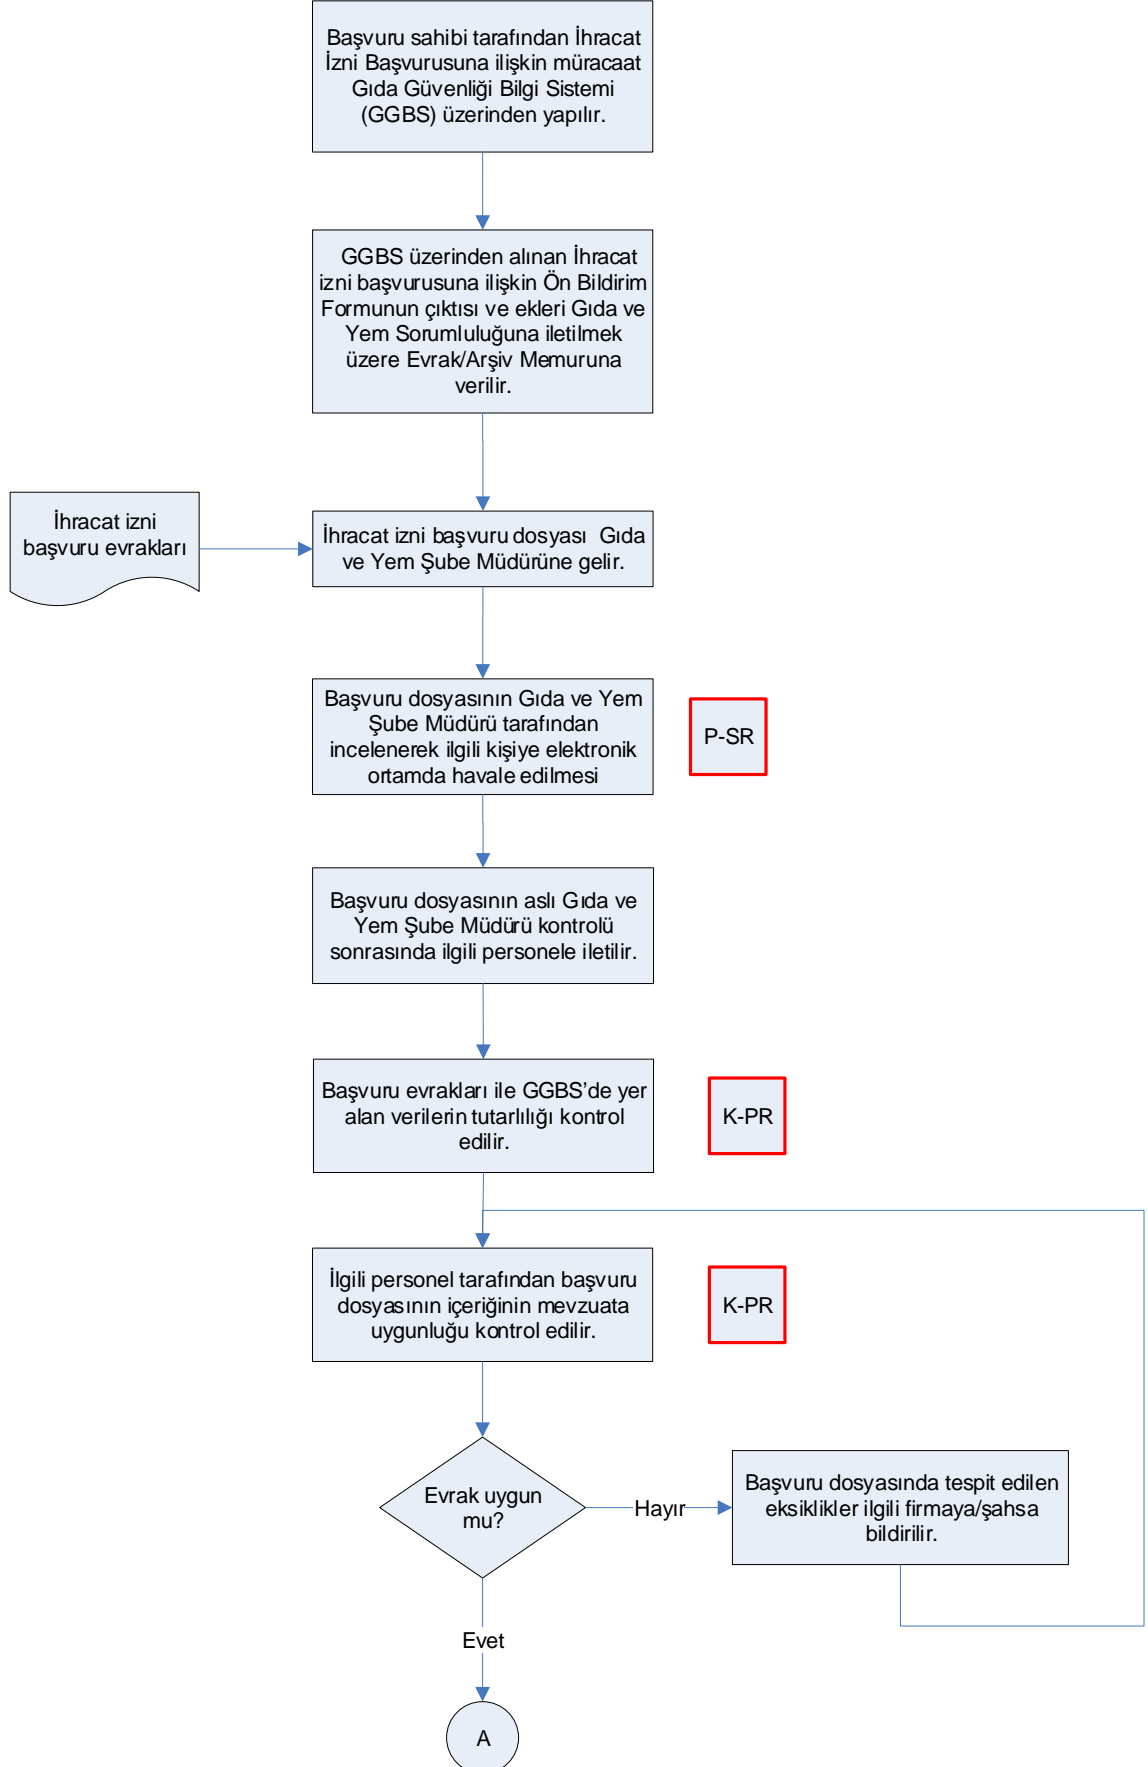 Başvuru sahibi tarafından İhracat
İzni Başvurusuna ilişkin müracaat
Gıda Güvenliği Bilgi Sistemi
(GGBS) üzerinden yapılır.
GGBS üzerinden alınan İhracat
izni başvurusuna ilişkin Ön Bildirim
Formunun çıktısı ve ekleri Gıda ve
Yem Sorumluluğuna iletilmek
üzere Evrak/Arşiv Memuruna
verilir.
İhracat izni
başvuru evrakları
İhracat izni başvuru dosyası Gıda
ve Yem Şube Müdürüne gelir.
Başvuru dosyasının Gıda ve Yem
Şube Müdürü tarafından
incelenerek ilgili kişiye elektronik
ortamda havale edilmesi
P-SR
Başvuru dosyasının aslı Gıda ve
Yem Şube Müdürü kontrolü
sonrasında ilgili personele iletilir.
Başvuru evrakları ile GGBS’de yer
alan verilerin tutarlılığı kontrol
edilir.
K-PR
İlgili personel tarafından başvuru
dosyasının içeriğinin mevzuata
uygunluğu kontrol edilir.
K-PR
Evrak uygun
mu?
Hayır
Başvuru dosyasında tespit edilen
eksiklikler ilgili firmaya/şahsa
bildirilir.
Evet
A